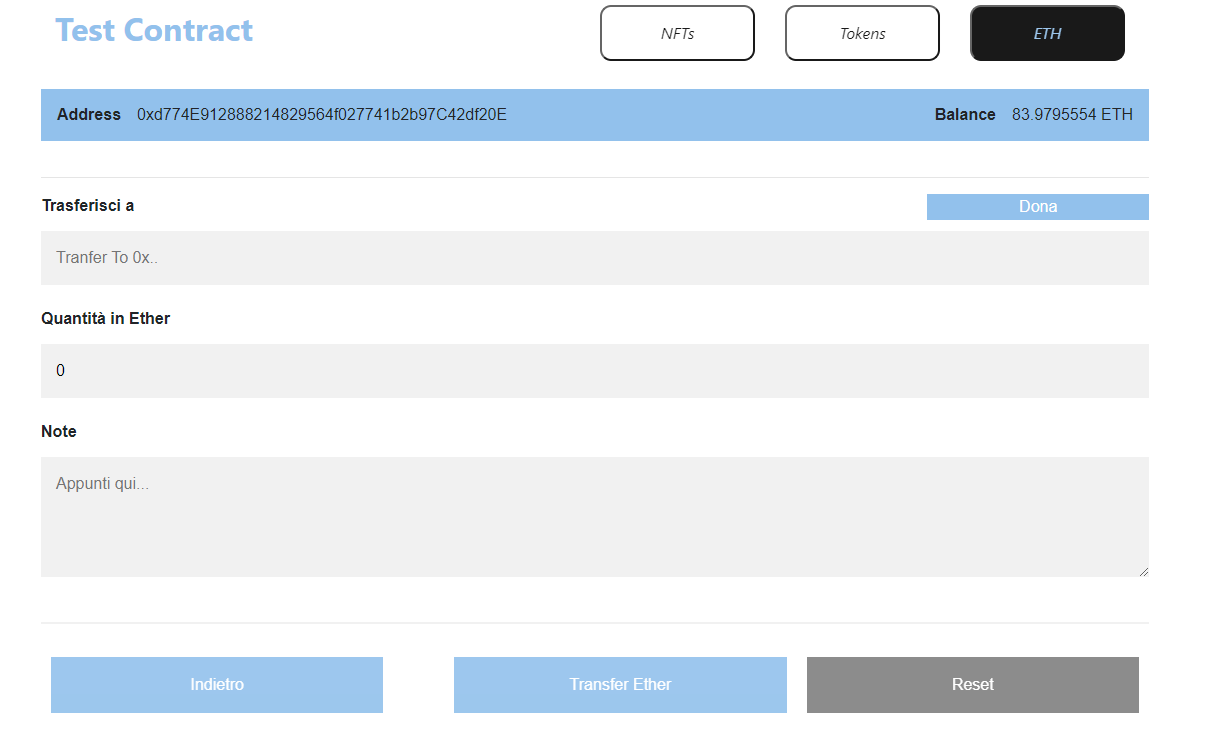 Test Contract
NFTs
Tokens
ETH
Address 0xd774E912888214829564f027741b2b97C42df20E
Balance 83.9795554 ETH
Trasferisci a
Dona
Tranfer To 0x..
Quantità in Ether
0
Note
Appunti qui...
Indietro
Transfer Ether
Reset